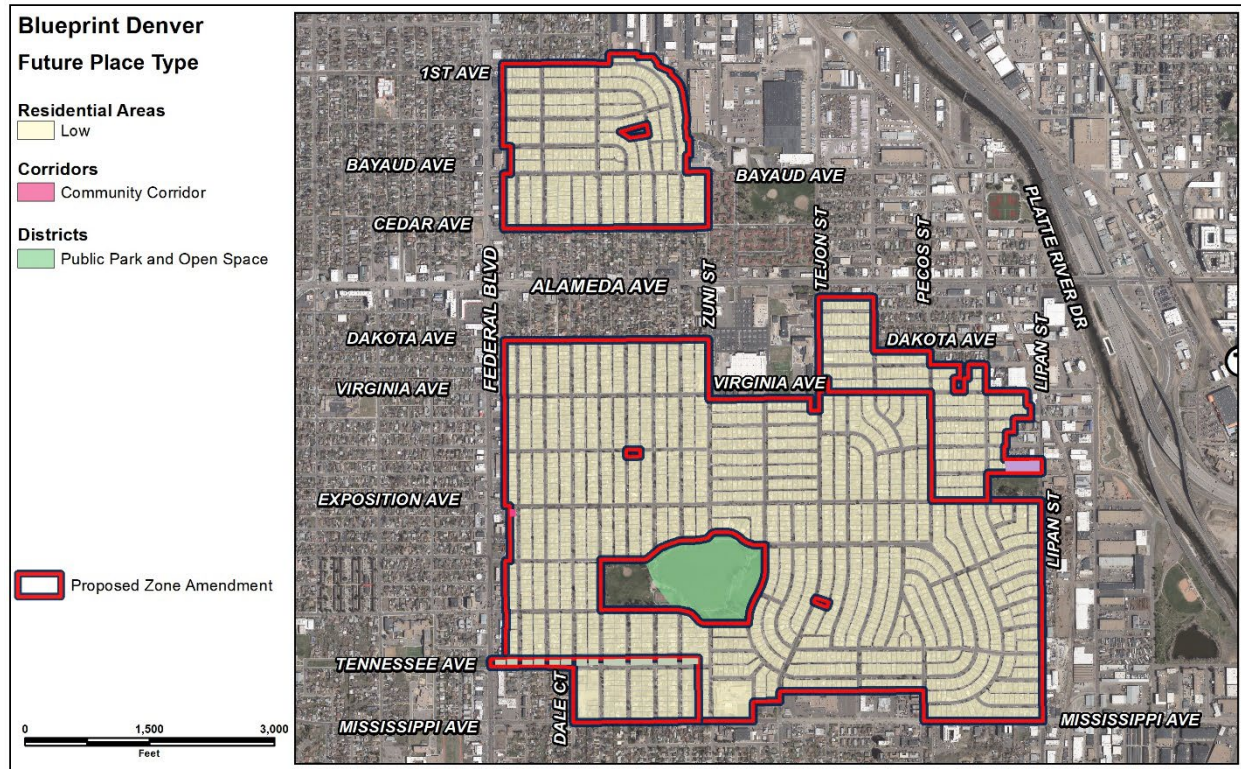 Blueprint Denver
Future Place Type
Residential Areas
Low
Corridors
Community Corridor
Districts
Public Park and Open Space
Proposed Zone Amendment
0 1,500 3,000
Feet
1ST AVE
BAYAUD AVE
BAYAUD AVE
CEDAR AVE
FEDERAL BLVD
ALAMEDA AVE
ZUNI ST
TEJON ST
PECOS ST
PLATTE RIVER DR
DAKOTA AVE
DAKOTA AVE
LIPAN ST
VIRGINIA AVE
VIRGINIA AVE
EXPOSITION AVE
LIPAN ST
TENNESSEE AVE
DALE CT
MISSISSIPPI AVE
MISSISSIPPI AVE